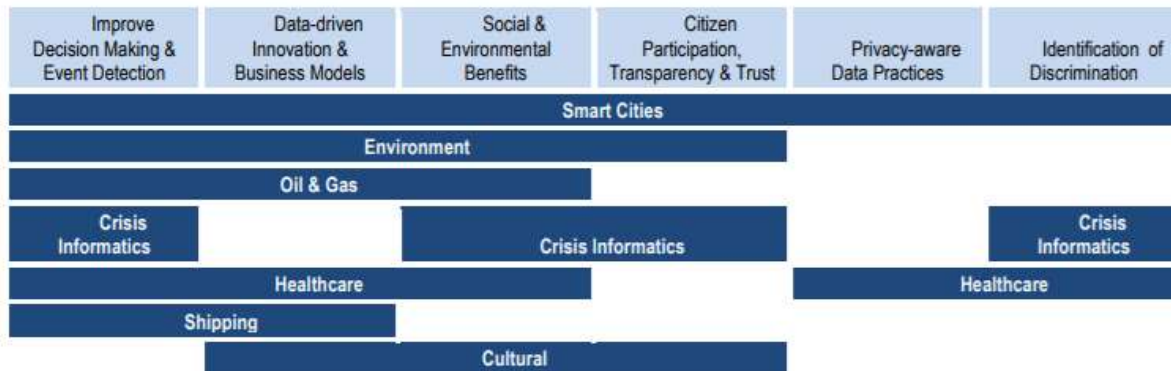 Improve
Decision Making &
Event Detection
Data-driven
Innovation &
Business Models
Social &
Environmental
Benefits
Citizen
Participation,
Transparency & Trust
Privacy-aware
Data Practices
Identification of
Discrimination
Smart Cities
Environment
Oil & Gas
Crisis
Informatics
Crisis Informatics
Crisis
Informatics
Healthcare
Healthcare
Shipping
Cultural